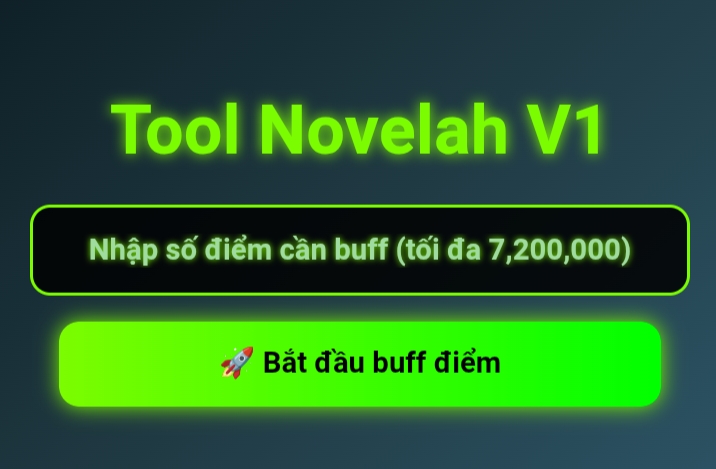 Tool Novelah V1
Nhập số điểm cần buff (tối đa 7,200,000)
🚀 Bắt đầu buff điểm